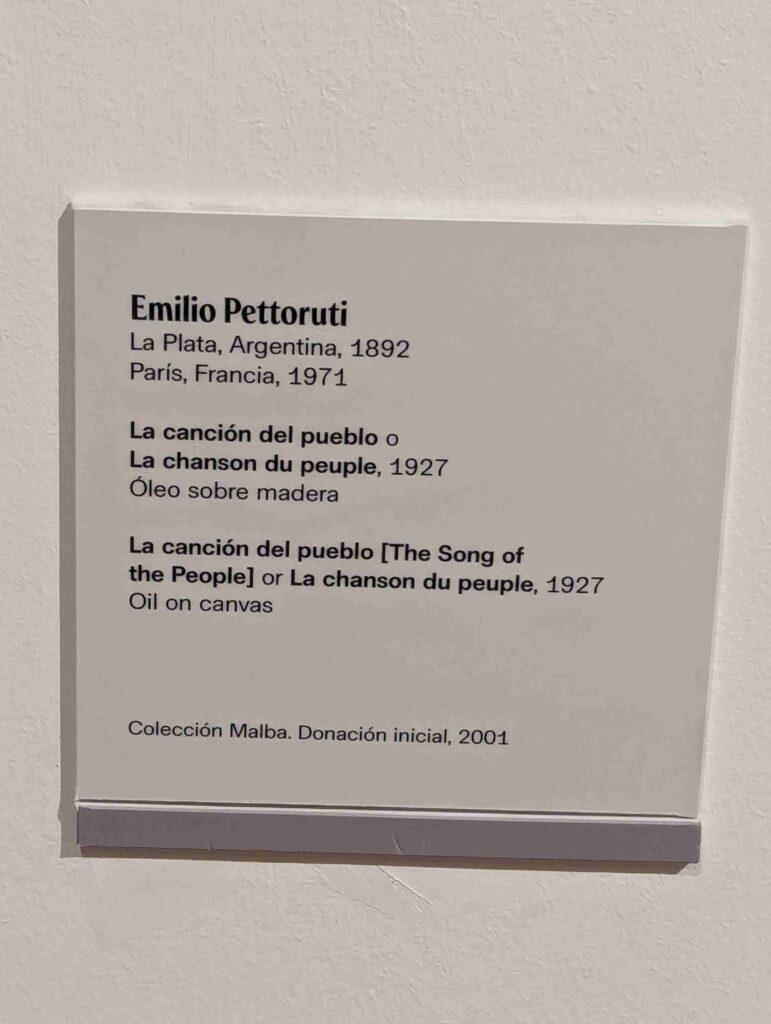 Emilio Pettoruti
La Plata, Argentina, 1892
París, Francia, 1971
La canción del pueblo o
La chanson du peuple, 1927
Óleo sobre madera
La canción del pueblo [The Song of
the People] or La chanson du peuple, 1927
Oil on canvas
Colección Malba. Donación inicial, 2001